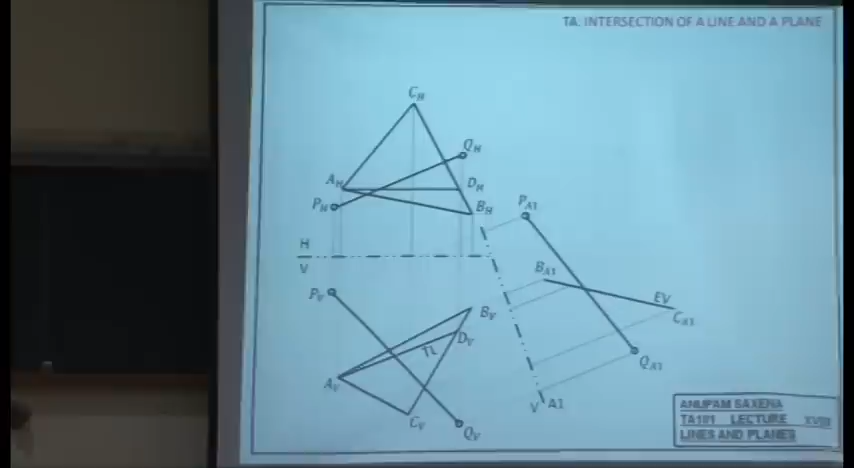 TA: INTERSECTION OF A LINE AND A PLANE
C_H
Q_H
A_H
D_H
P_H
B_H
P_A1
H
V
B_A1
P_V
EV
C_A1
B_V
D_V
TL
A_V
Q_A1
C_V
V A1
Q_V
ANUPAM SAXENA
TA101 LECTURE XVIII
LINES AND PLANES